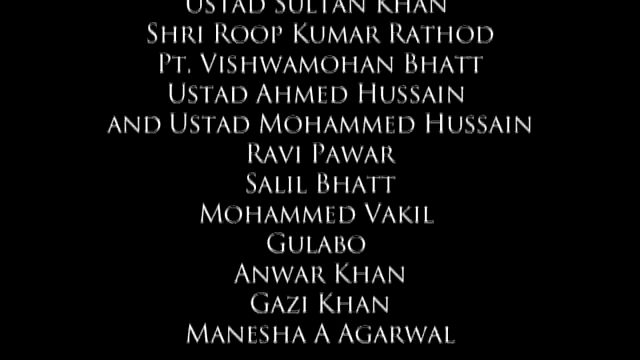 Ustad Sultan Khan
Shri Roop Kumar Rathod
Pt. Vishwamohan Bhatt
Ustad Ahmed Hussain
and Ustad Mohammed Hussain
Ravi Pawar
Salil Bhatt
Mohammed Vakil
Gulabo
Anwar Khan
Gazi Khan
Manesha A Agarwal